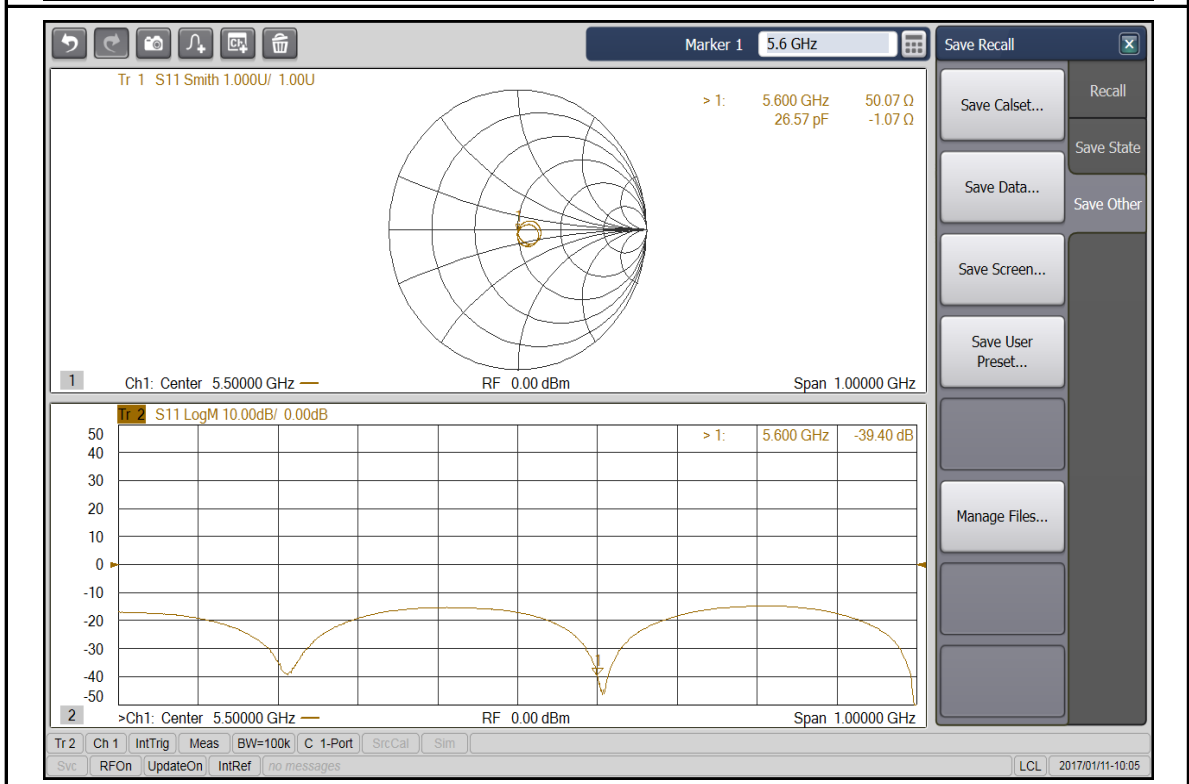 Marker 1 5.6 GHz
Save Recall
Tr 1 S11 Smith 1.000U/ 1.00U
> 1: 5.600 GHz 50.07 Ω
26.57 pF -1.07 Ω
1
1 Ch1: Center 5.50000 GHz — RF 0.00 dBm Span 1.00000 GHz
Tr 2 S11 LogM 10.00dB/ 0.00dB
> 1: 5.600 GHz -39.40 dB
50
40
30
20
10
0
-10
-20
-30
-40
-50
1
2 >Ch1: Center 5.50000 GHz — RF 0.00 dBm Span 1.00000 GHz
Save Calset...
Save Data...
Save Screen...
Save User
Preset...
Manage Files...
Recall
Save State
Save Other
Tr 2 Ch 1 IntTrig Meas BW=100k C 1-Port SrcCal Sim
Svc RFOn UpdateOn IntRef no messages LCL 2017/01/11-10:05